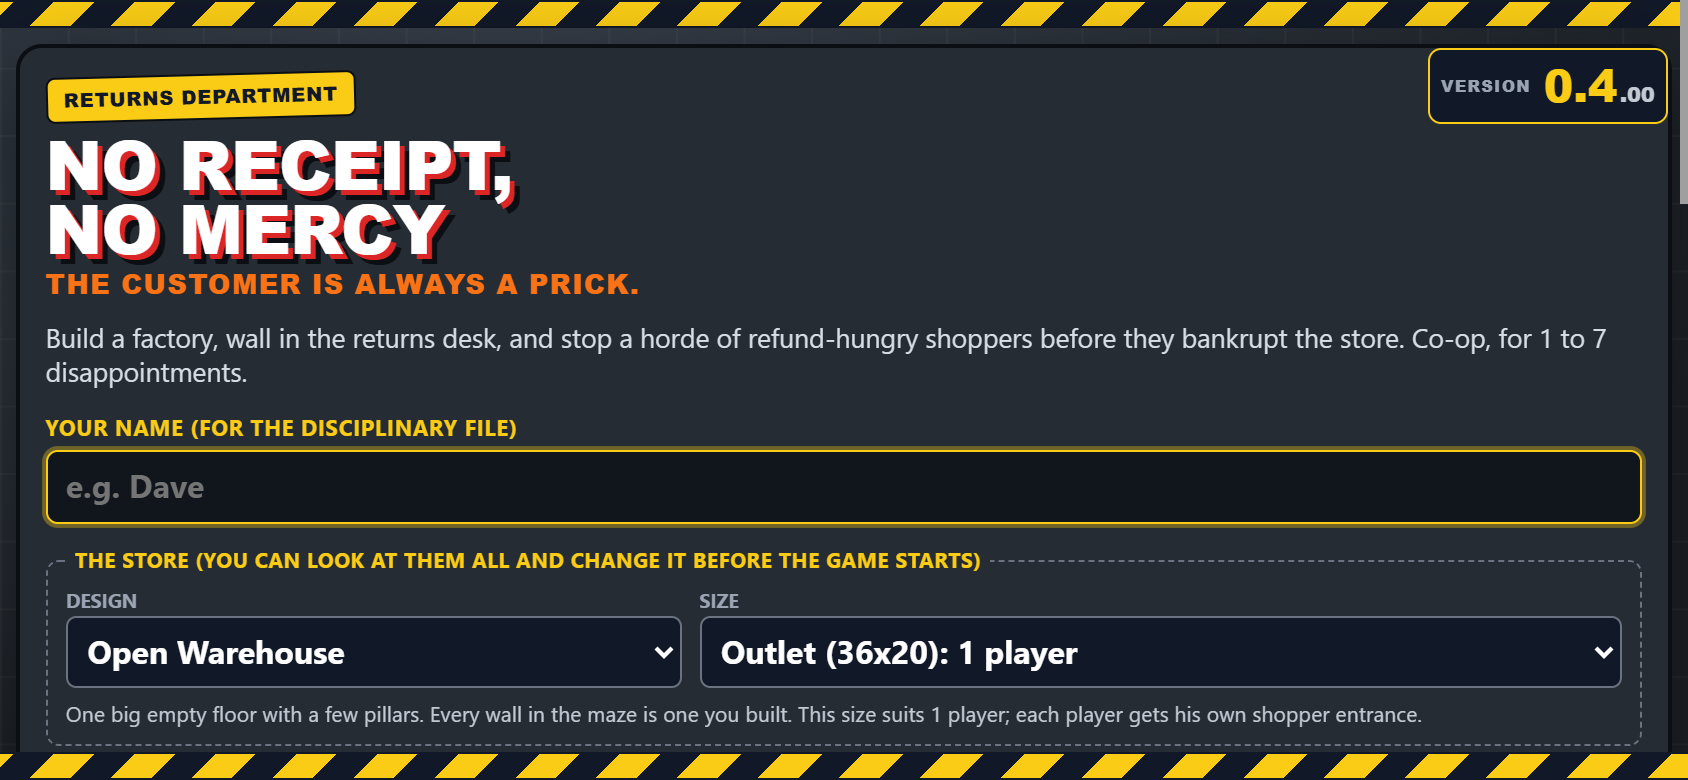 RETURNS DEPARTMENT
VERSION 0.4.00
NO RECEIPT,
NO MERCY
THE CUSTOMER IS ALWAYS A PRICK.
Build a factory, wall in the returns desk, and stop a horde of refund-hungry shoppers before they bankrupt the store. Co-op, for 1 to 7
disappointments.
YOUR NAME (FOR THE DISCIPLINARY FILE)
e.g. Dave
THE STORE (YOU CAN LOOK AT THEM ALL AND CHANGE IT BEFORE THE GAME STARTS)
DESIGN
SIZE
Open Warehouse
Outlet (36x20): 1 player
One big empty floor with a few pillars. Every wall in the maze is one you built. This size suits 1 player; each player gets his own shopper entrance.